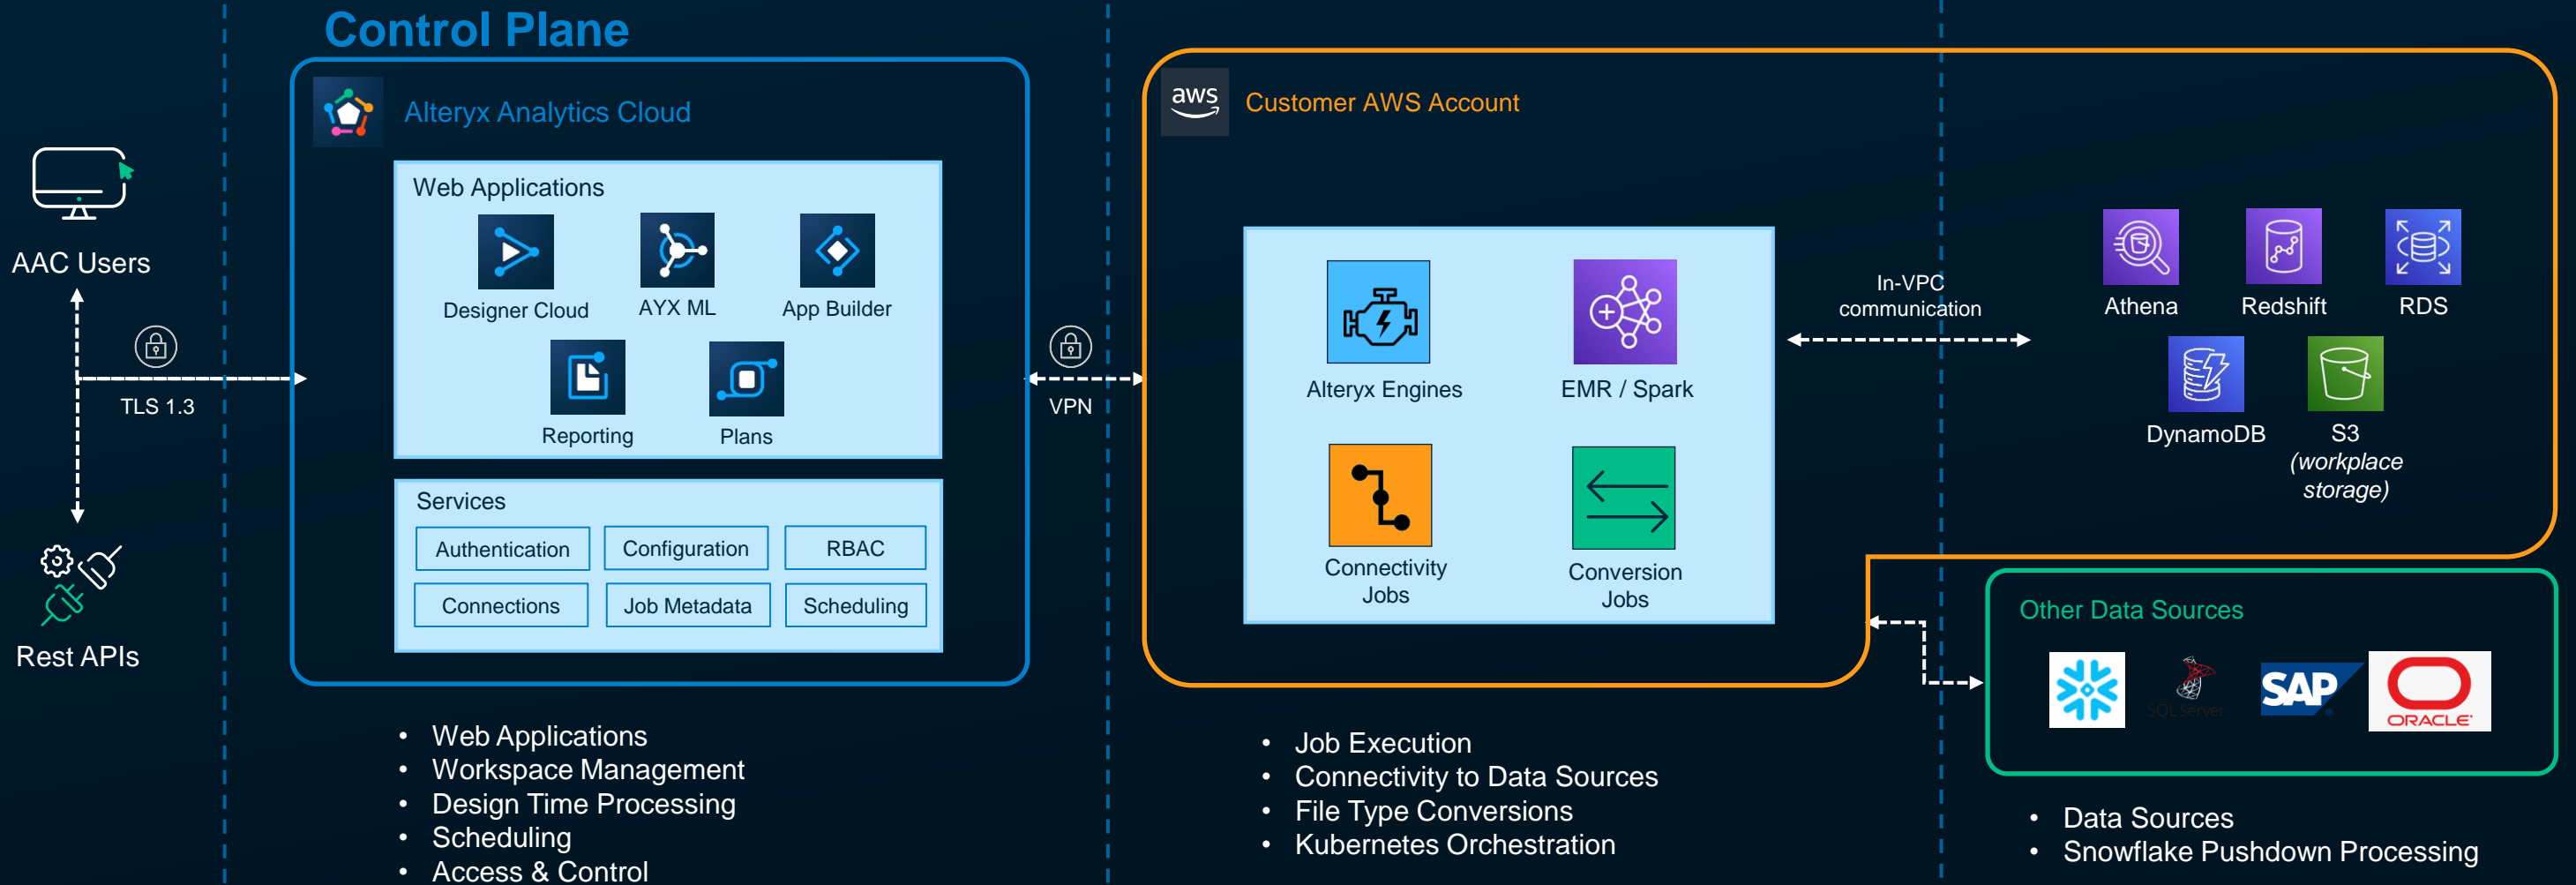 Control Plane
AAC Users
TLS 1.3
Rest APIs
Alteryx Analytics Cloud
Web Applications
Designer Cloud
AYX ML
App Builder
Reporting
Plans
Services
Authentication
Configuration
RBAC
Connections
Job Metadata
Scheduling
• Web Applications
• Workspace Management
• Design Time Processing
• Scheduling
• Access & Control
VPN
aws
Customer AWS Account
Alteryx Engines
EMR / Spark
Connectivity
Jobs
Conversion
Jobs
• Job Execution
• Connectivity to Data Sources
• File Type Conversions
• Kubernetes Orchestration
In-VPC
communication
Athena
Redshift
RDS
DynamoDB
S3
(workplace
storage)
Other Data Sources
SQL Server
SAP
ORACLE
• Data Sources
• Snowflake Pushdown Processing